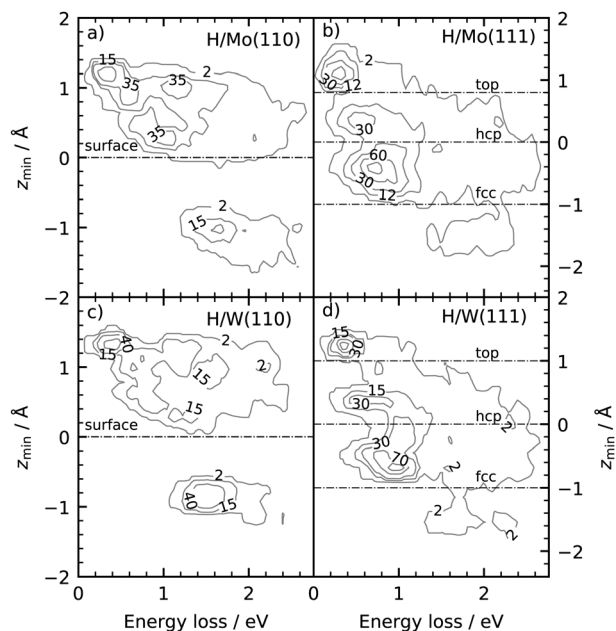 a)
H/Mo(110)
15
2
35
35
35
surface
15
2
z_min / Å
2
1
0
−1
−2
b)
H/Mo(111)
2
30
12
top
30
hcp
60
30
12
fcc
2
1
0
−1
−2
c)
H/W(110)
40
15
2
2
15
15
surface
2
40
15
z_min / Å
1
0
−1
−2
0
1
2
Energy loss / eV
d)
H/W(111)
15
30
top
15
30
hcp
2
30
70
2
fcc
2
2
z_min / Å
1
0
−1
−2
0
1
2
Energy loss / eV